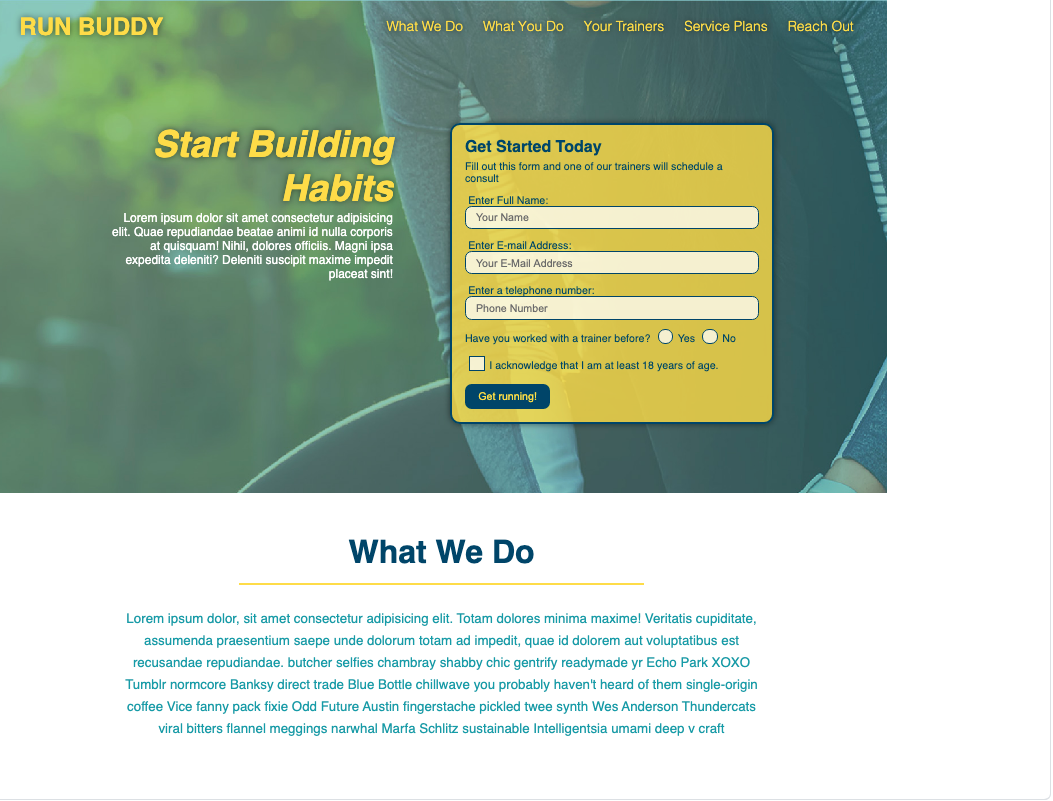 RUN BUDDY
What We Do What You Do Your Trainers Service Plans Reach Out
Start Building
Habits
Lorem ipsum dolor sit amet consectetur adipisicing
elit. Quae repudiandae beatae animi id nulla corporis
at quisquam! Nihil, dolores officiis. Magni ipsa
expedita deleniti? Deleniti suscipit maxime impedit
placeat sint!
Get Started Today
Fill out this form and one of our trainers will schedule a
consult
Enter Full Name:
Your Name
Enter E-mail Address:
Your E-Mail Address
Enter a telephone number:
Phone Number
Have you worked with a trainer before? Yes No
I acknowledge that I am at least 18 years of age.
Get running!
What We Do
Lorem ipsum dolor, sit amet consectetur adipisicing elit. Totam dolores minima maxime! Veritatis cupiditate,
assumenda praesentium saepe unde dolorum totam ad impedit, quae id dolorem aut voluptatibus est
recusandae repudiandae. butcher selfies chambray shabby chic gentrify readymade yr Echo Park XOXO
Tumblr normcore Banksy direct trade Blue Bottle chillwave you probably haven't heard of them single-origin
coffee Vice fanny pack fixie Odd Future Austin fingerstache pickled twee synth Wes Anderson Thundercats
viral bitters flannel meggings narwhal Marfa Schlitz sustainable Intelligentsia umami deep v craft